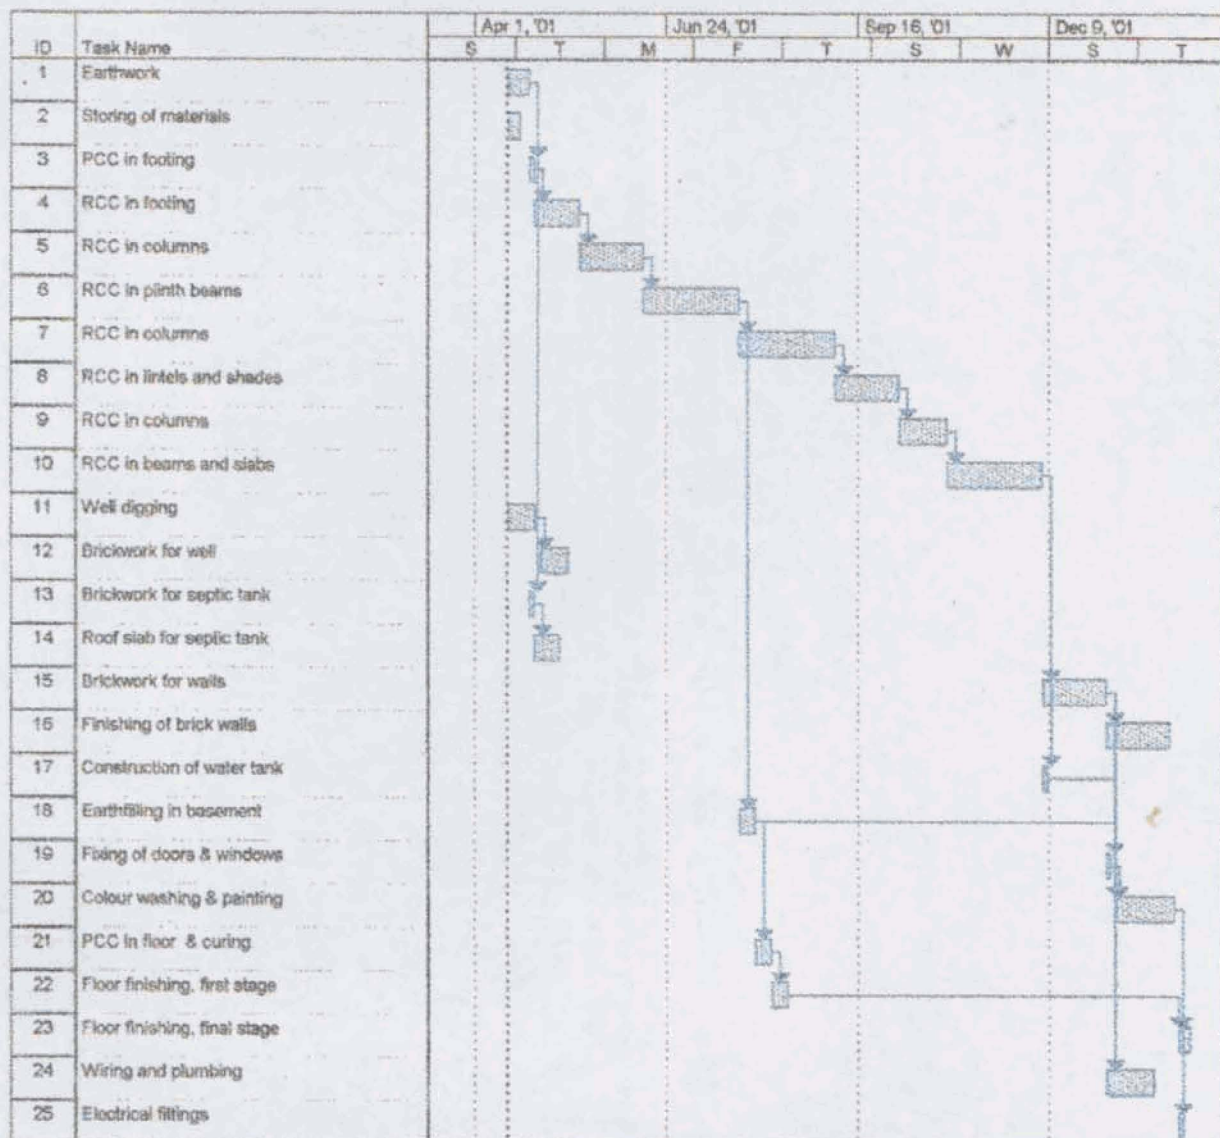 Apr 1, '01 Jun 24, '01 Sep 16, '01 Dec 9, '01
ID Task Name S T M F T S W S T
1 Earthwork
2 Storing of materials
3 PCC in footing
4 RCC in footing
5 RCC in columns
6 RCC in plinth beams
7 RCC in columns
8 RCC in lintels and shades
9 RCC in columns
10 RCC in beams and slabs
11 Well digging
12 Brickwork for well
13 Brickwork for septic tank
14 Roof slab for septic tank
15 Brickwork for walls
16 Finishing of brick walls
17 Construction of water tank
18 Earthfilling in basement
19 Fixing of doors & windows
20 Colour washing & painting
21 PCC in floor & curing
22 Floor finishing, first stage
23 Floor finishing, final stage
24 Wiring and plumbing
25 Electrical fittings